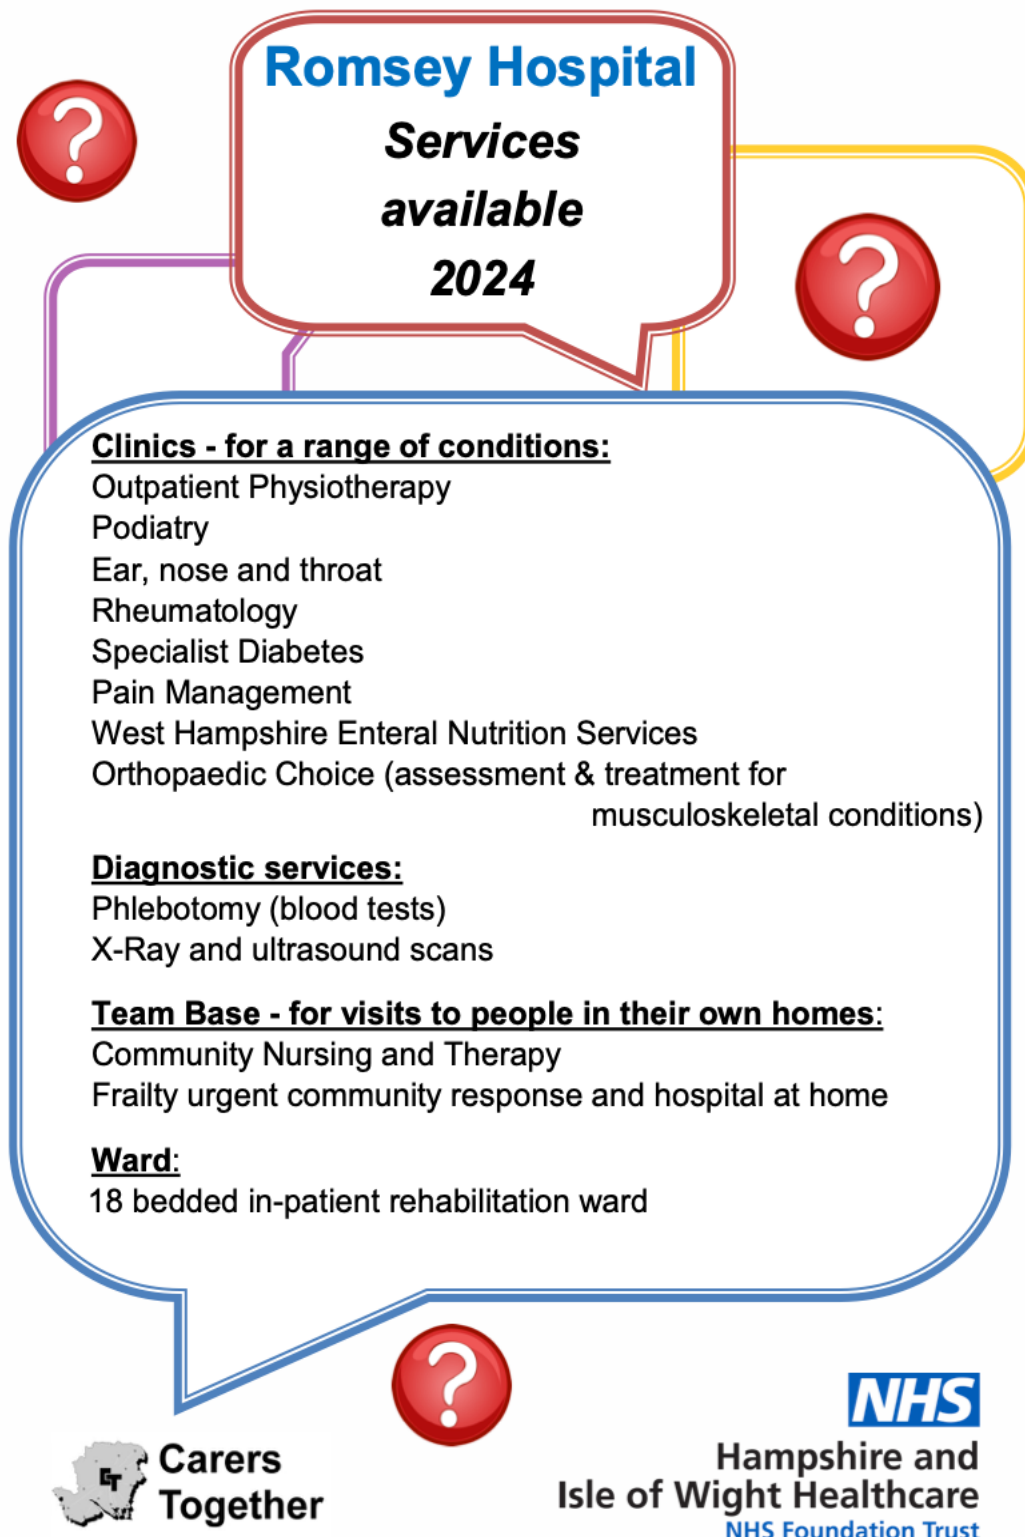 Romsey Hospital
Services
available
2024
Clinics - for a range of conditions:
Outpatient Physiotherapy
Podiatry
Ear, nose and throat
Rheumatology
Specialist Diabetes
Pain Management
West Hampshire Enteral Nutrition Services
Orthopaedic Choice (assessment & treatment for
musculoskeletal conditions)
Diagnostic services:
Phlebotomy (blood tests)
X-Ray and ultrasound scans
Team Base - for visits to people in their own homes:
Community Nursing and Therapy
Frailty urgent community response and hospital at home
Ward:
18 bedded in-patient rehabilitation ward
CT
Carers
Together
NHS
Hampshire and
Isle of Wight Healthcare
NHS Foundation Trust